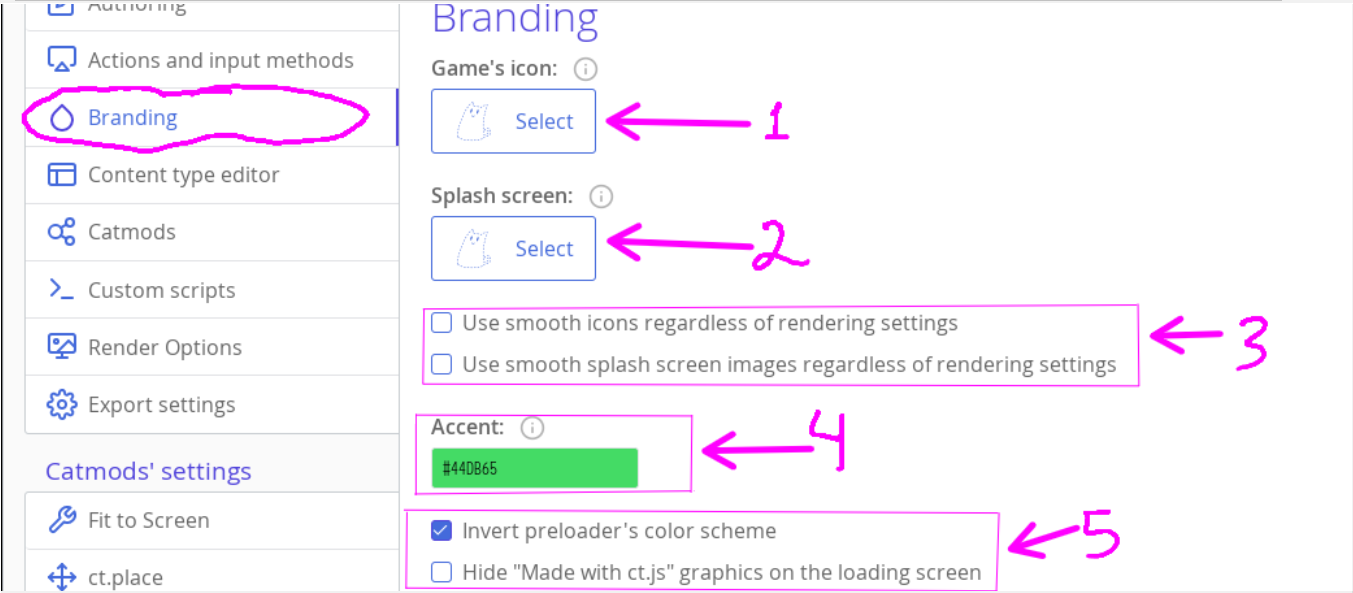 Authoring
Actions and input methods
Branding
Content type editor
Catmods
Custom scripts
Render Options
Export settings
Catmods' settings
Fit to Screen
ct.place
Branding
Game's icon:
Select
1
Splash screen:
Select
2
Use smooth icons regardless of rendering settings
Use smooth splash screen images regardless of rendering settings
3
Accent:
#44DB65
4
Invert preloader's color scheme
Hide "Made with ct.js" graphics on the loading screen
5